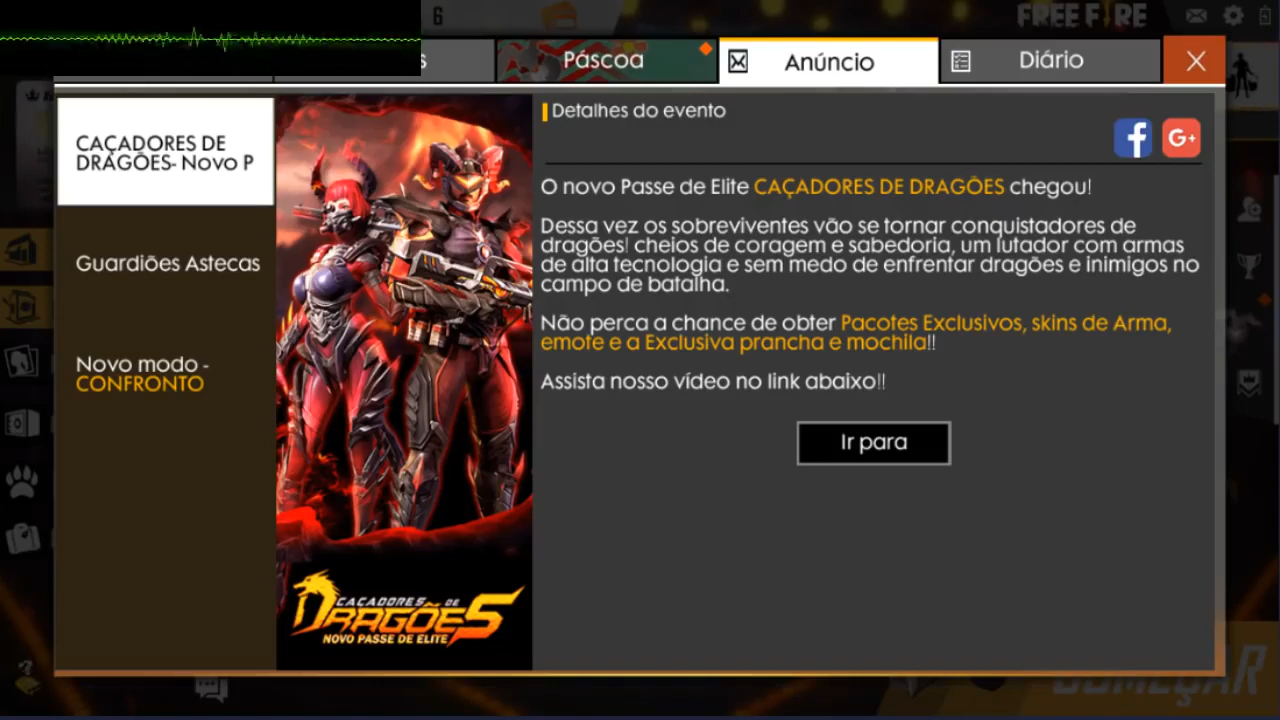 6
FREE FIRE
s
Páscoa
Anúncio
Diário
CAÇADORES DE
DRAGÕES- Novo P
Guardiões Astecas
Novo modo -
CONFRONTO
CAÇADORES DE
DRAGÕES
NOVO PASSE DE ELITE
Detalhes do evento
G+
O novo Passe de Elite CAÇADORES DE DRAGÕES chegou!
Dessa vez os sobreviventes vão se tornar conquistadores de
dragões! cheios de coragem e sabedoria, um lutador com armas
de alta tecnologia e sem medo de enfrentar dragões e inimigos no
campo de batalha.
Não perca a chance de obter Pacotes Exclusivos, skins de Arma,
emote e a Exclusiva prancha e mochila!!
Assista nosso vídeo no link abaixo!!
Ir para
COMEÇAR